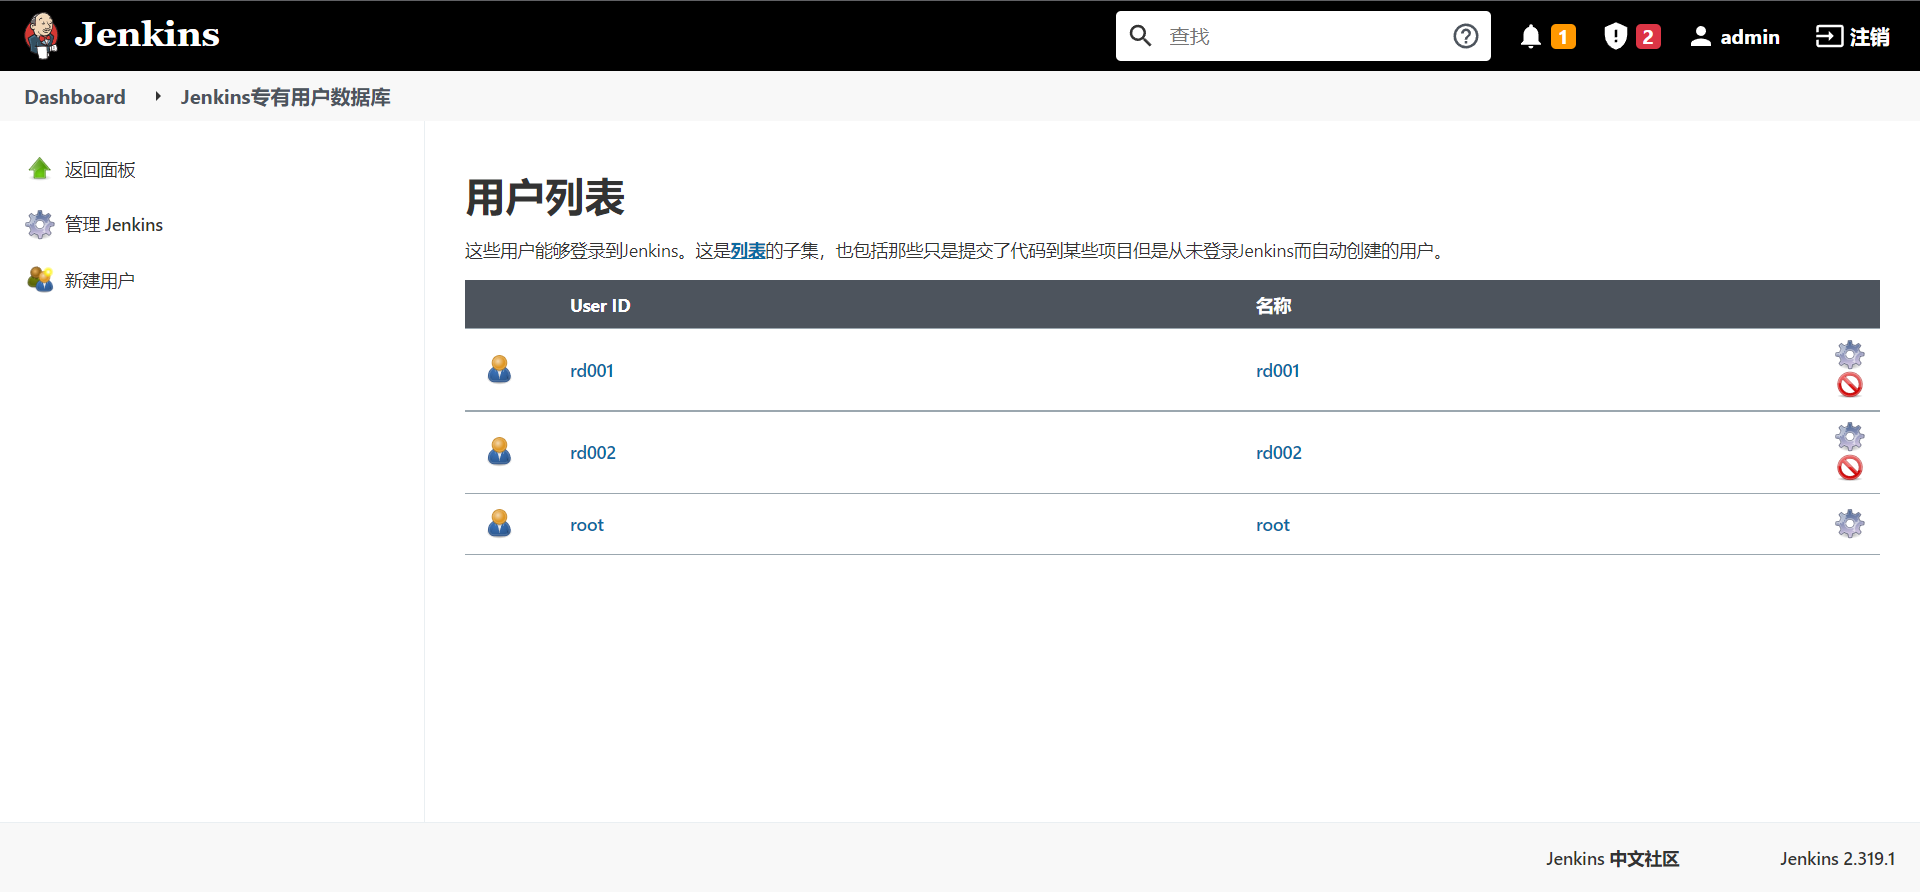 Jenkins
查找
1
2
admin
注销
Dashboard
Jenkins专有用户数据库
返回面板
管理 Jenkins
新建用户
用户列表
这些用户能够登录到Jenkins。这是列表的子集，也包括那些只是提交了代码到某些项目但是从未登录Jenkins而自动创建的用户。
User ID 名称
rd001 rd001
rd002 rd002
root root
Jenkins 中文社区
Jenkins 2.319.1